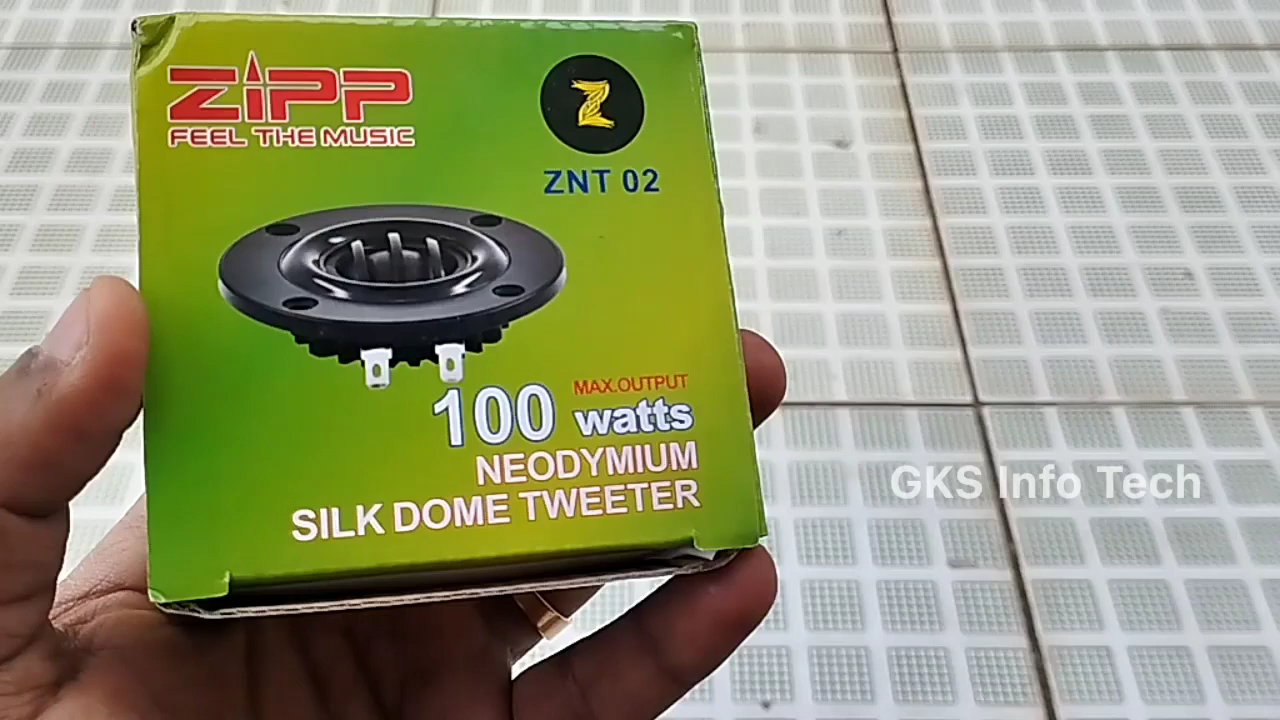 ZiPP
FEEL THE MUSIC
Z
ZNT 02
MAX.OUTPUT
100 watts
NEODYMIUM
SILK DOME TWEETER
GKS Info Tech